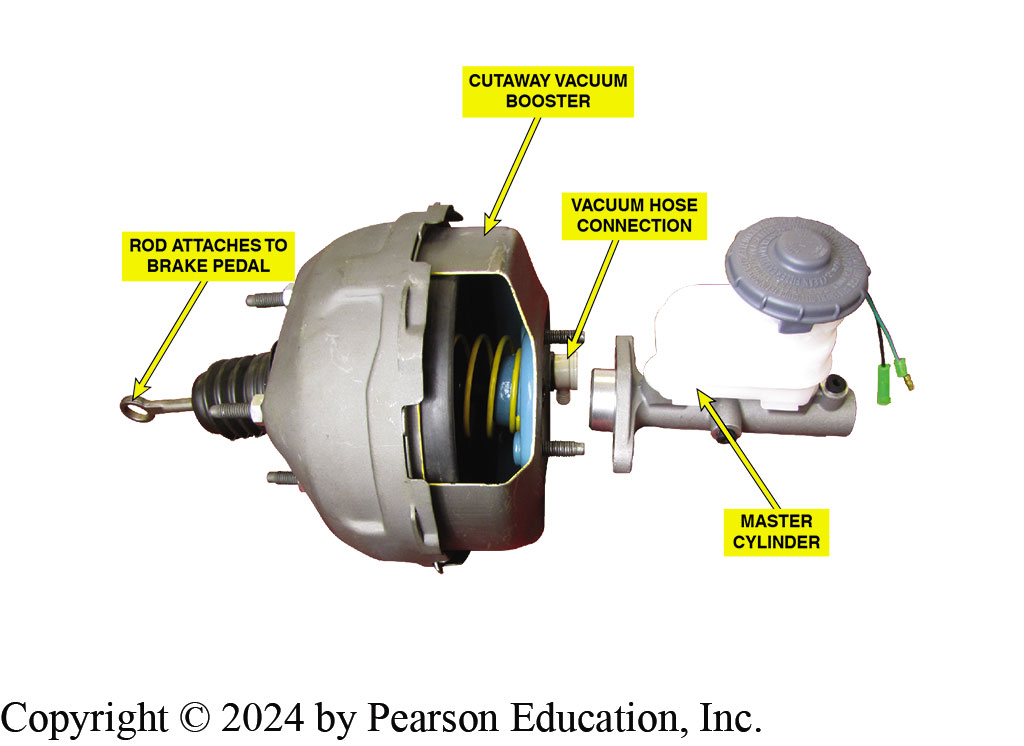 CUTAWAY VACUUM
BOOSTER
VACUUM HOSE
CONNECTION
ROD ATTACHES TO
BRAKE PEDAL
MASTER
CYLINDER
Copyright © 2024 by Pearson Education, Inc.